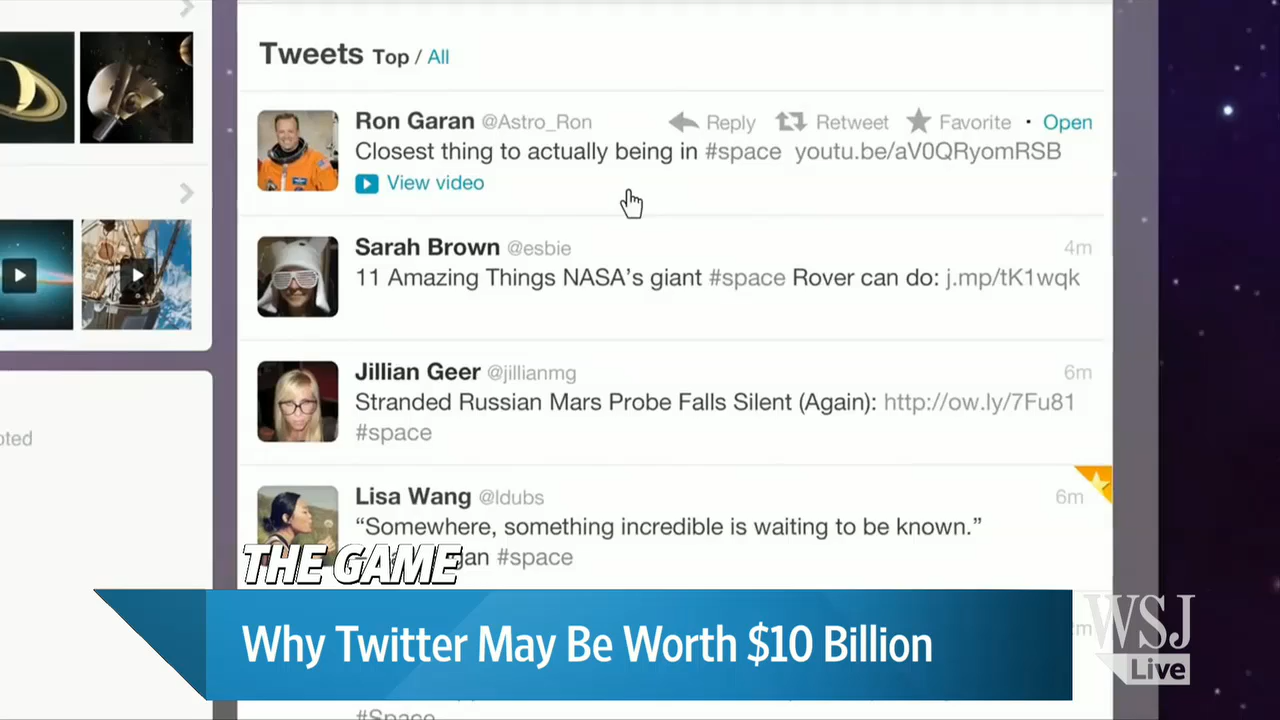 Tweets Top / All
Ron Garan @Astro_Ron Reply Retweet Favorite · Open
Closest thing to actually being in #space youtu.be/aV0QRyomRSB
View video
Sarah Brown @esbie 4m
11 Amazing Things NASA's giant #space Rover can do: j.mp/tK1wqk
Jillian Geer @jillianmg 6m
Stranded Russian Mars Probe Falls Silent (Again): http://ow.ly/7Fu81
#space
oted
Lisa Wang @ldubs 6m
“Somewhere, something incredible is waiting to be known.”
#space
THE GAME
Why Twitter May Be Worth $10 Billion
WSJ
Live
#Space